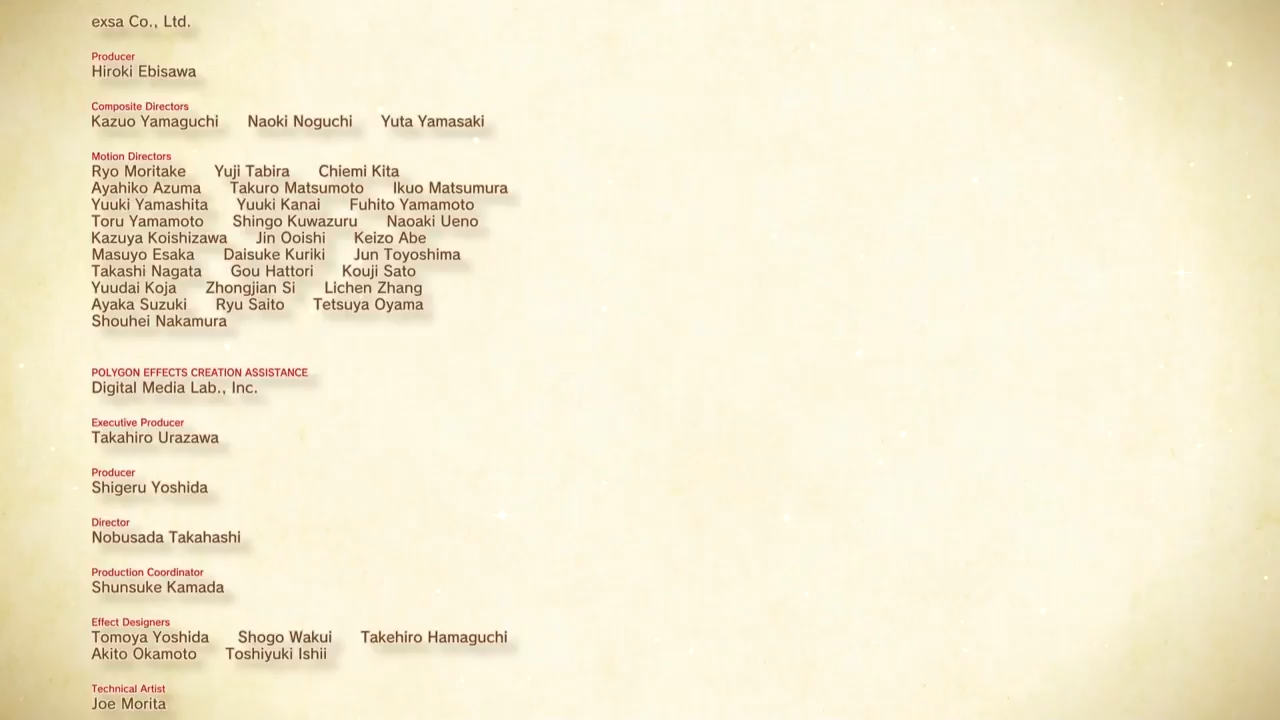 exsa Co., Ltd.
Producer
Hiroki Ebisawa
Composite Directors
Kazuo Yamaguchi Naoki Noguchi Yuta Yamasaki
Motion Directors
Ryo Moritake Yuji Tabira Chiemi Kita
Ayahiko Azuma Takuro Matsumoto Ikuo Matsumura
Yuuki Yamashita Yuuki Kanai Fuhito Yamamoto
Toru Yamamoto Shingo Kuwazuru Naoaki Ueno
Kazuya Koishizawa Jin Ooishi Keizo Abe
Masuyo Esaka Daisuke Kuriki Jun Toyoshima
Takashi Nagata Gou Hattori Kouji Sato
Yuudai Koja Zhongjian Si Lichen Zhang
Ayaka Suzuki Ryu Saito Tetsuya Oyama
Shouhei Nakamura
POLYGON EFFECTS CREATION ASSISTANCE
Digital Media Lab., Inc.
Executive Producer
Takahiro Urazawa
Producer
Shigeru Yoshida
Director
Nobusada Takahashi
Production Coordinator
Shunsuke Kamada
Effect Designers
Tomoya Yoshida Shogo Wakui Takehiro Hamaguchi
Akito Okamoto Toshiyuki Ishii
Technical Artist
Joe Morita